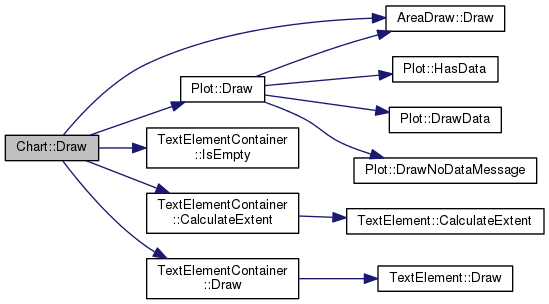 Chart::Draw
AreaDraw::Draw
Plot::Draw
Plot::HasData
Plot::DrawData
Plot::DrawNoDataMessage
TextElementContainer
::IsEmpty
TextElementContainer
::CalculateExtent
TextElement::CalculateExtent
TextElementContainer
::Draw
TextElement::Draw